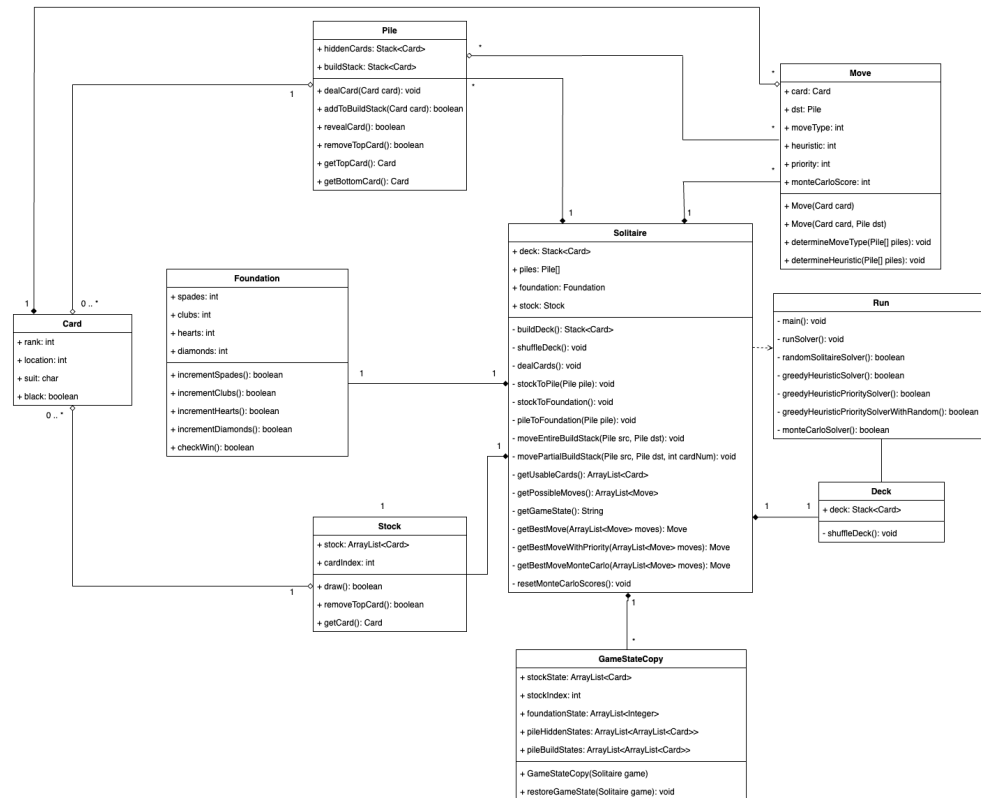 Pile
+ hiddenCards: Stack<Card>
+ buildStack: Stack<Card>
+ dealCard(Card card): void
+ addToBuildStack(Card card): boolean
+ revealCard(): boolean
+ removeTopCard(): boolean
+ getTopCard(): Card
+ getBottomCard(): Card
*
*
1
Move
+ card: Card
+ dst: Pile
+ moveType: int
+ heuristic: int
+ priority: int
+ monteCarloScore: int
+ Move(Card card)
+ Move(Card card, Pile dst)
+ determineMoveType(Pile[] piles): void
+ determineHeuristic(Pile[] piles): void
*
*
*
1
1
Solitaire
+ deck: Stack<Card>
+ piles: Pile[]
+ foundation: Foundation
+ stock: Stock
- buildDeck(): Stack<Card>
- shuffleDeck(): void
- dealCards(): void
- stockToPile(Pile pile): void
- stockToFoundation(): void
- pileToFoundation(Pile pile): void
- moveEntireBuildStack(Pile src, Pile dst): void
- movePartialBuildStack(Pile src, Pile dst, int cardNum): void
- getUsableCards(): ArrayList<Card>
- getPossibleMoves(): ArrayList<Move>
- getGameState(): String
- getBestMove(ArrayList<Move> moves): Move
- getBestMoveWithPriority(ArrayList<Move> moves): Move
- getBestMoveMonteCarlo(ArrayList<Move> moves): Move
- resetMonteCarloScores(): void
Foundation
+ spades: int
+ clubs: int
+ hearts: int
+ diamonds: int
+ incrementSpades(): boolean
+ incrementClubs(): boolean
+ incrementHearts(): boolean
+ incrementDiamonds(): boolean
+ checkWin(): boolean
1
1
1
1
0 .. *
Card
+ rank: int
+ location: int
+ suit: char
+ black: boolean
0 .. *
Run
- main(): void
- runSolver(): void
- randomSolitaireSolver(): boolean
- greedyHeuristicSolver(): boolean
- greedyHeuristicPrioritySolver(): boolean
- greedyHeuristicPrioritySolverWithRandom(): boolean
- monteCarloSolver(): boolean
Deck
+ deck: Stack<Card>
- shuffleDeck(): void
1
1
1
Stock
+ stock: ArrayList<Card>
+ cardIndex: int
+ draw(): boolean
+ removeTopCard(): boolean
+ getCard(): Card
1
1
*
GameStateCopy
+ stockState: ArrayList<Card>
+ stockIndex: int
+ foundationState: ArrayList<Integer>
+ pileHiddenStates: ArrayList<ArrayList<Card>>
+ pileBuildStates: ArrayList<ArrayList<Card>>
+ GameStateCopy(Solitaire game)
+ restoreGameState(Solitaire game): void